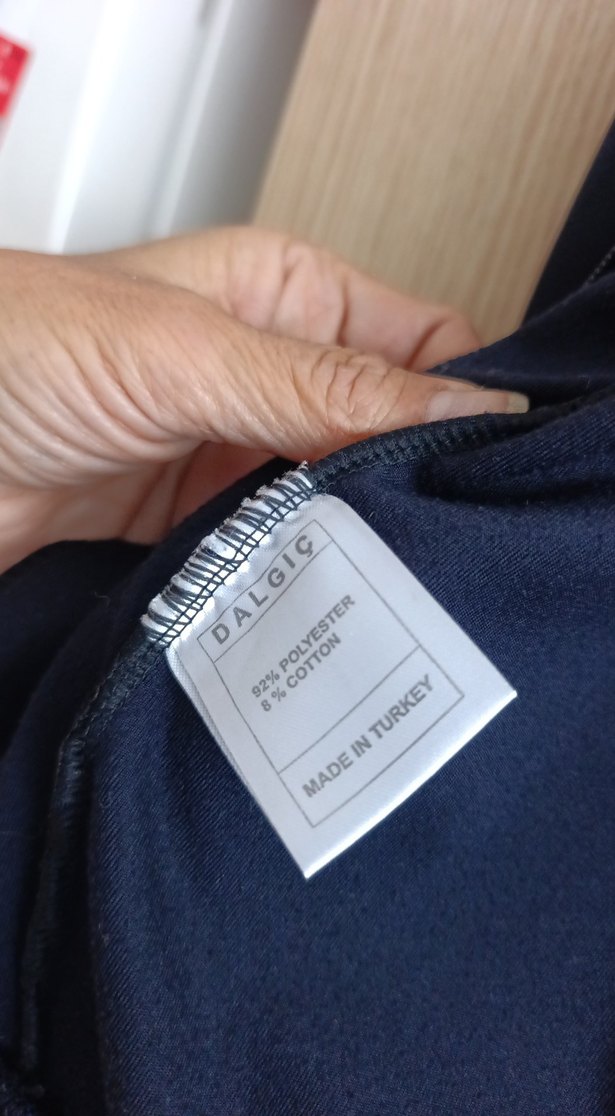 DALGIÇ
92% POLYESTER
8 % COTTON
MADE IN TURKEY